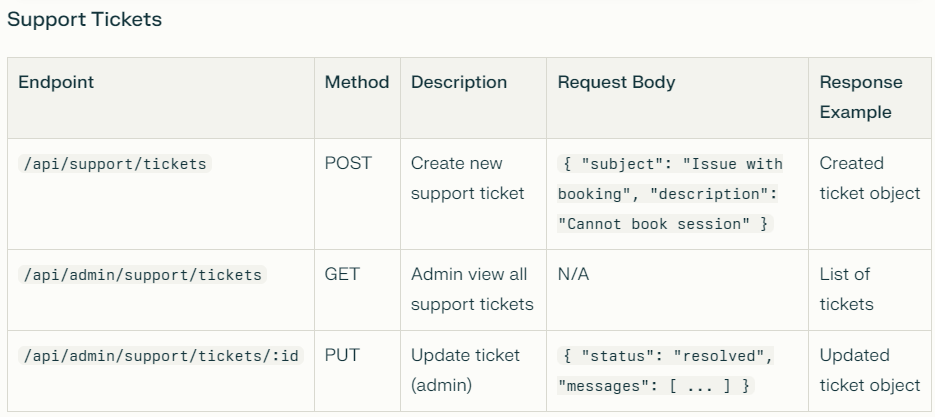 Support Tickets
Endpoint Method Description Request Body Response
Example
/api/support/tickets POST Create new { "subject": "Issue with Created
support ticket booking", "description": ticket object
"Cannot book session" }
/api/admin/support/tickets GET Admin view all N/A List of
support tickets tickets
/api/admin/support/tickets/:id PUT Update ticket { "status": "resolved", Updated
(admin) "messages": [ ... ] } ticket object